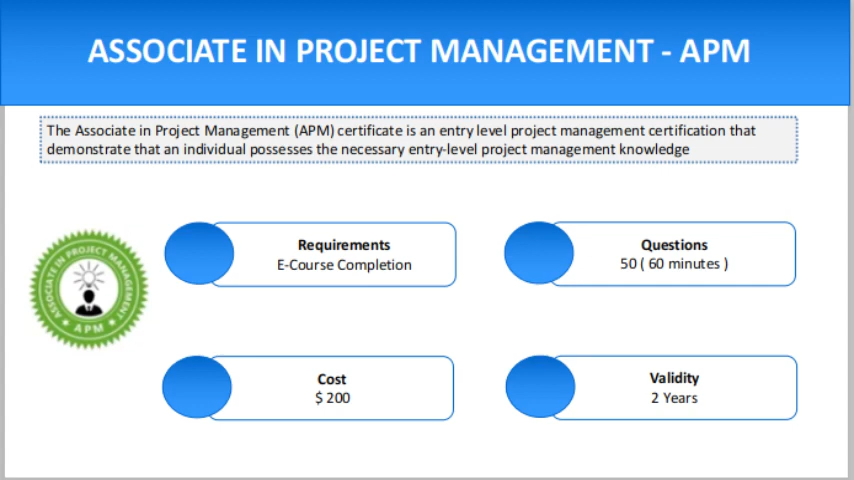 ASSOCIATE IN PROJECT MANAGEMENT - APM
The Associate in Project Management (APM) certificate is an entry level project management certification that
demonstrate that an individual possesses the necessary entry-level project management knowledge
ASSOCIATE IN PROJECT MANAGEMENT
APM
Requirements
E-Course Completion
Questions
50 ( 60 minutes )
Cost
$ 200
Validity
2 Years